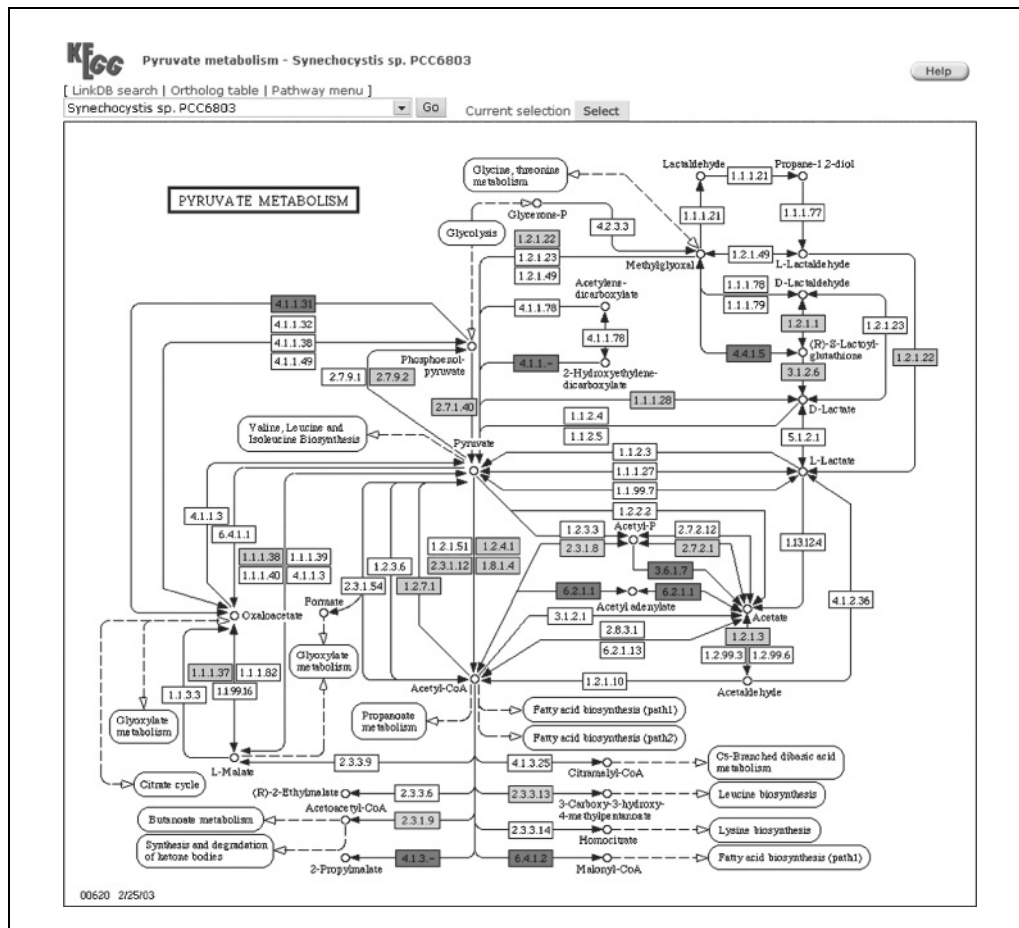 KEGG
Pyruvate metabolism - Synechocystis sp. PCC6803
Help
[ LinkDB search | Ortholog table | Pathway menu ]
Synechocystis sp. PCC6803
Go
Current selection
Select
PYRUVATE METABOLISM
Glycine, threonine
metabolism
Lactaldehyde
Propane-1,2-diol
1.1.1.21
Glycerone-P
1.1.1.21
1.1.1.77
Glycolysis
4.2.3.3
1.2.1.22
1.2.1.23
1.2.1.49
1.2.1.49
Methylglyoxal
L-Lactaldehyde
1.1.1.78
1.1.1.79
D-Lactaldehyde
Acetylene-
dicarboxylate
4.1.1.78
4.1.1.78
4.1.1.31
4.1.1.32
4.1.1.38
4.1.1.49
1.2.1.1
1.2.1.23
1.2.1.22
Phosphoenol-
pyruvate
4.4.1.5
(R)-S-Lactoyl-
glutathione
4.1.1.-
2-Hydroxyethylene-
dicarboxylate
2.7.9.1
2.7.9.2
3.1.2.6
2.7.1.40
1.1.1.28
D-Lactate
1.1.2.4
1.1.2.5
Valine, Leucine and
Isoleucine Biosynthesis
5.1.2.1
Pyruvate
1.1.2.3
1.1.1.27
1.1.99.7
L-Lactate
1.2.2.2
4.1.1.3
6.4.1.1
1.2.3.3
Acetyl-P
2.7.2.12
2.3.1.8
2.7.2.1
1.13.12.4
1.1.1.38
1.1.1.39
1.1.1.40
4.1.1.3
1.2.1.51
1.2.4.1
2.3.1.12
1.8.1.4
1.2.3.6
2.3.1.54
1.2.7.1
3.6.1.7
6.2.1.1
6.2.1.1
Acetyl adenylate
Formate
Oxaloacetate
3.1.2.1
Acetate
4.1.2.36
2.8.3.1
6.2.1.13
1.2.1.3
1.2.99.3
1.2.99.6
Glyoxylate
metabolism
1.1.1.37
1.1.1.82
1.1.99.16
1.1.3.3
Acetyl-CoA
1.2.1.10
Acetaldehyde
Glyoxylate
metabolism
Propanoate
metabolism
Fatty acid biosynthesis (path1)
Fatty acid biosynthesis (path2)
L-Malate
2.3.3.9
4.1.3.25
Citramalyl-CoA
C5-Branched dibasic acid
metabolism
Citrate cycle
(R)-2-Ethylmalate
2.3.3.6
2.3.3.13
3-Carboxy-3-hydroxy-
4-methylpentanoate
Leucine biosynthesis
Acetoacetyl-CoA
Butanoate metabolism
2.3.1.9
2.3.3.14
Homocitrate
Lysine biosynthesis
Synthesis and degradation
of ketone bodies
2-Propylmalate
4.1.3.-
6.4.1.2
Malonyl-CoA
Fatty acid biosynthesis (path1)
00620 2/25/03